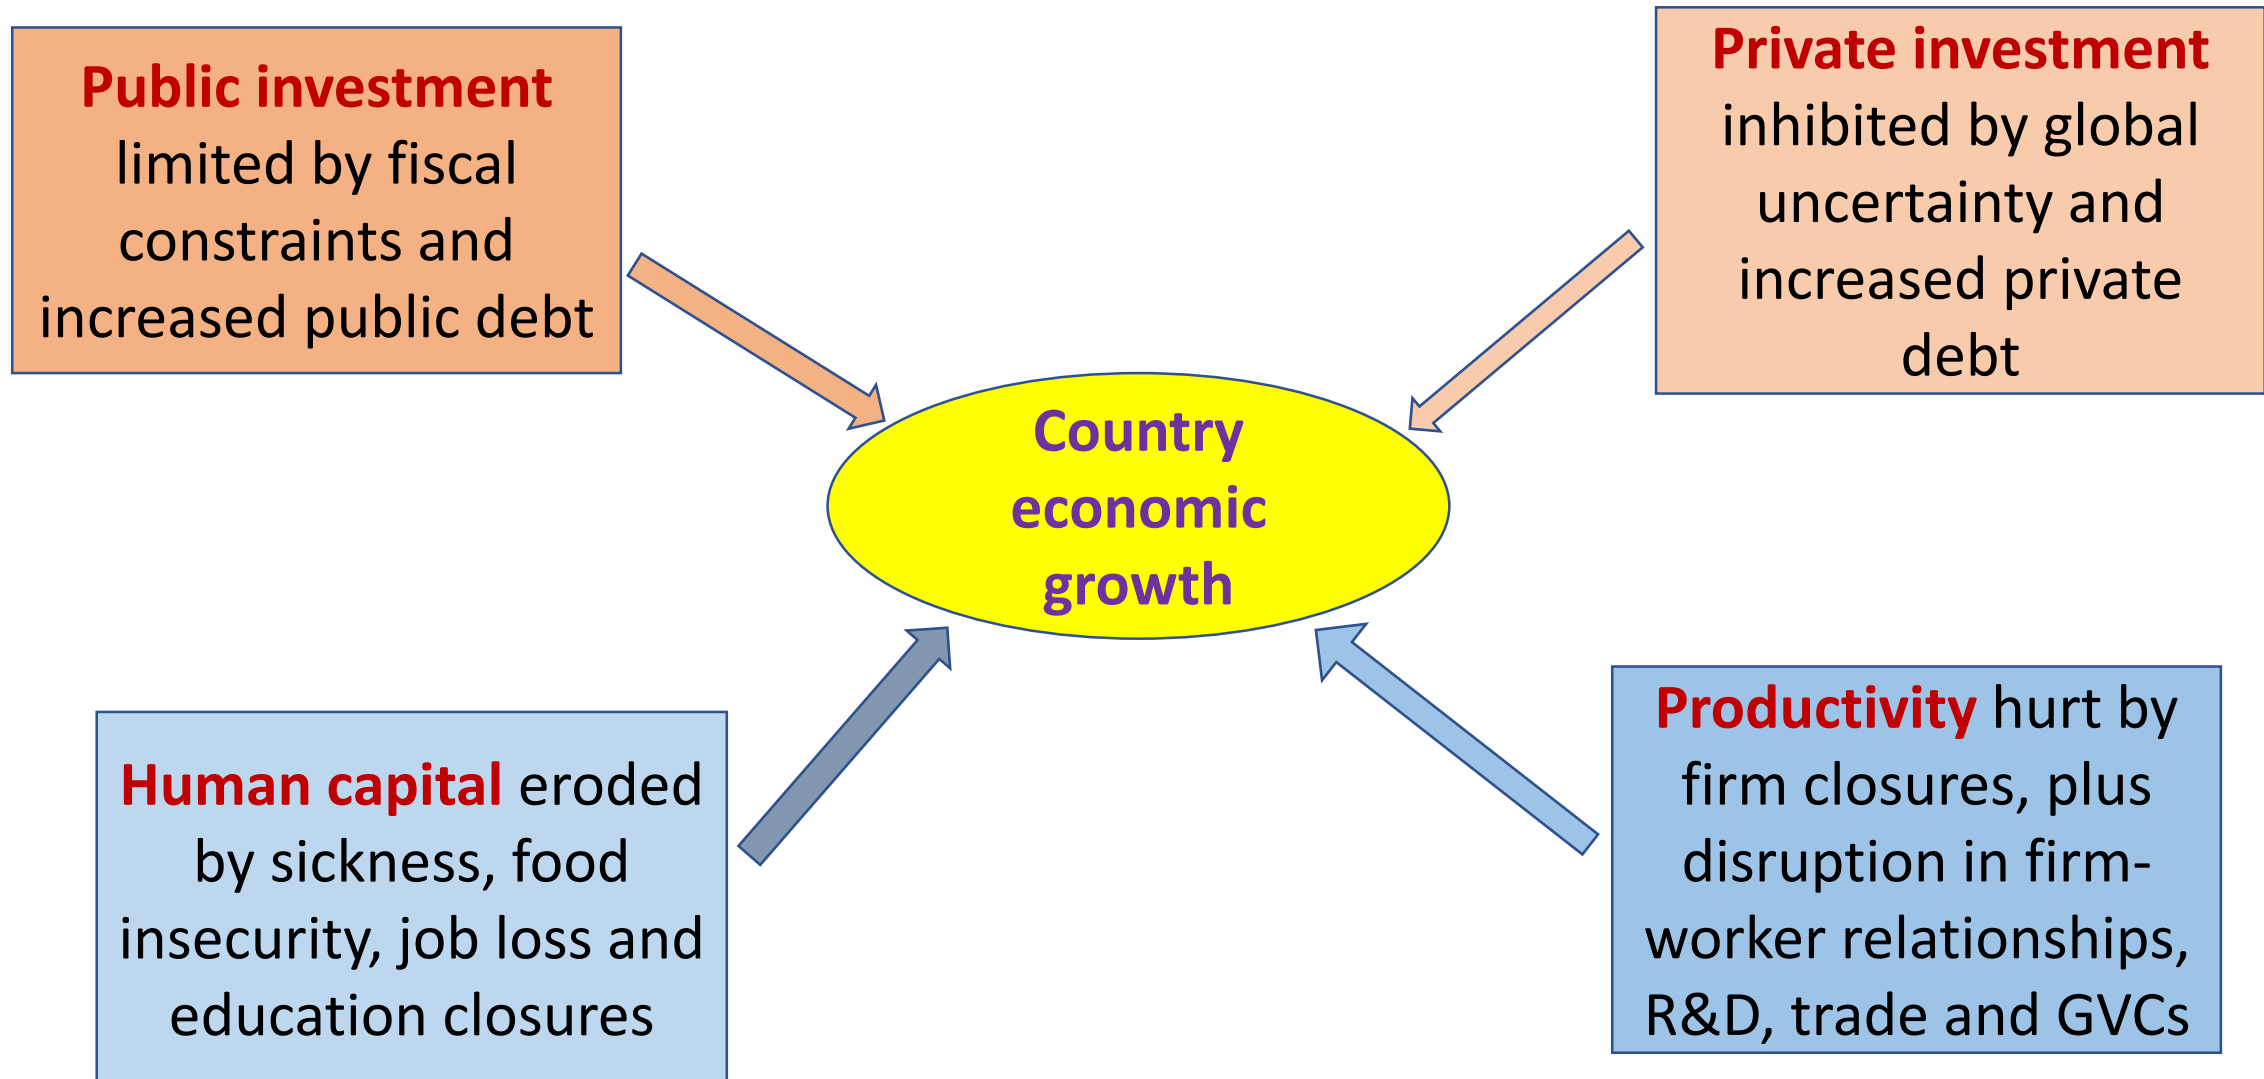 Public investment
limited by fiscal
constraints and
increased public debt
Private investment
inhibited by global
uncertainty and
increased private
debt
Country
economic
growth
Human capital eroded
by sickness, food
insecurity, job loss and
education closures
Productivity hurt by
firm closures, plus
disruption in firm-
worker relationships,
R&D, trade and GVCs